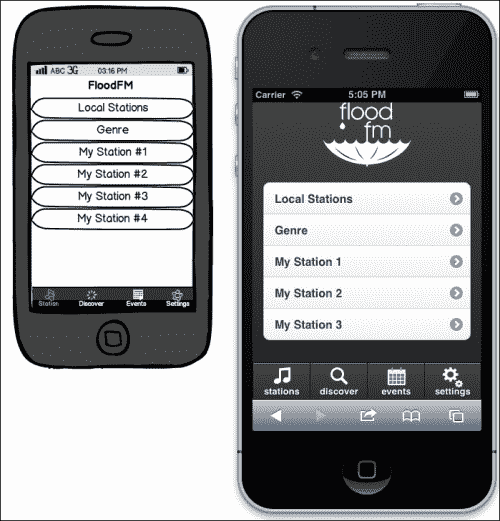 ABC 3G 03:16 PM
FloodFM
Local Stations
Genre
My Station #1
My Station #2
My Station #3
My Station #4
Station Discover Events Settings
Carrier 5:05 PM
flood
fm
Local Stations
Genre
My Station 1
My Station 2
My Station 3
stations discover events settings